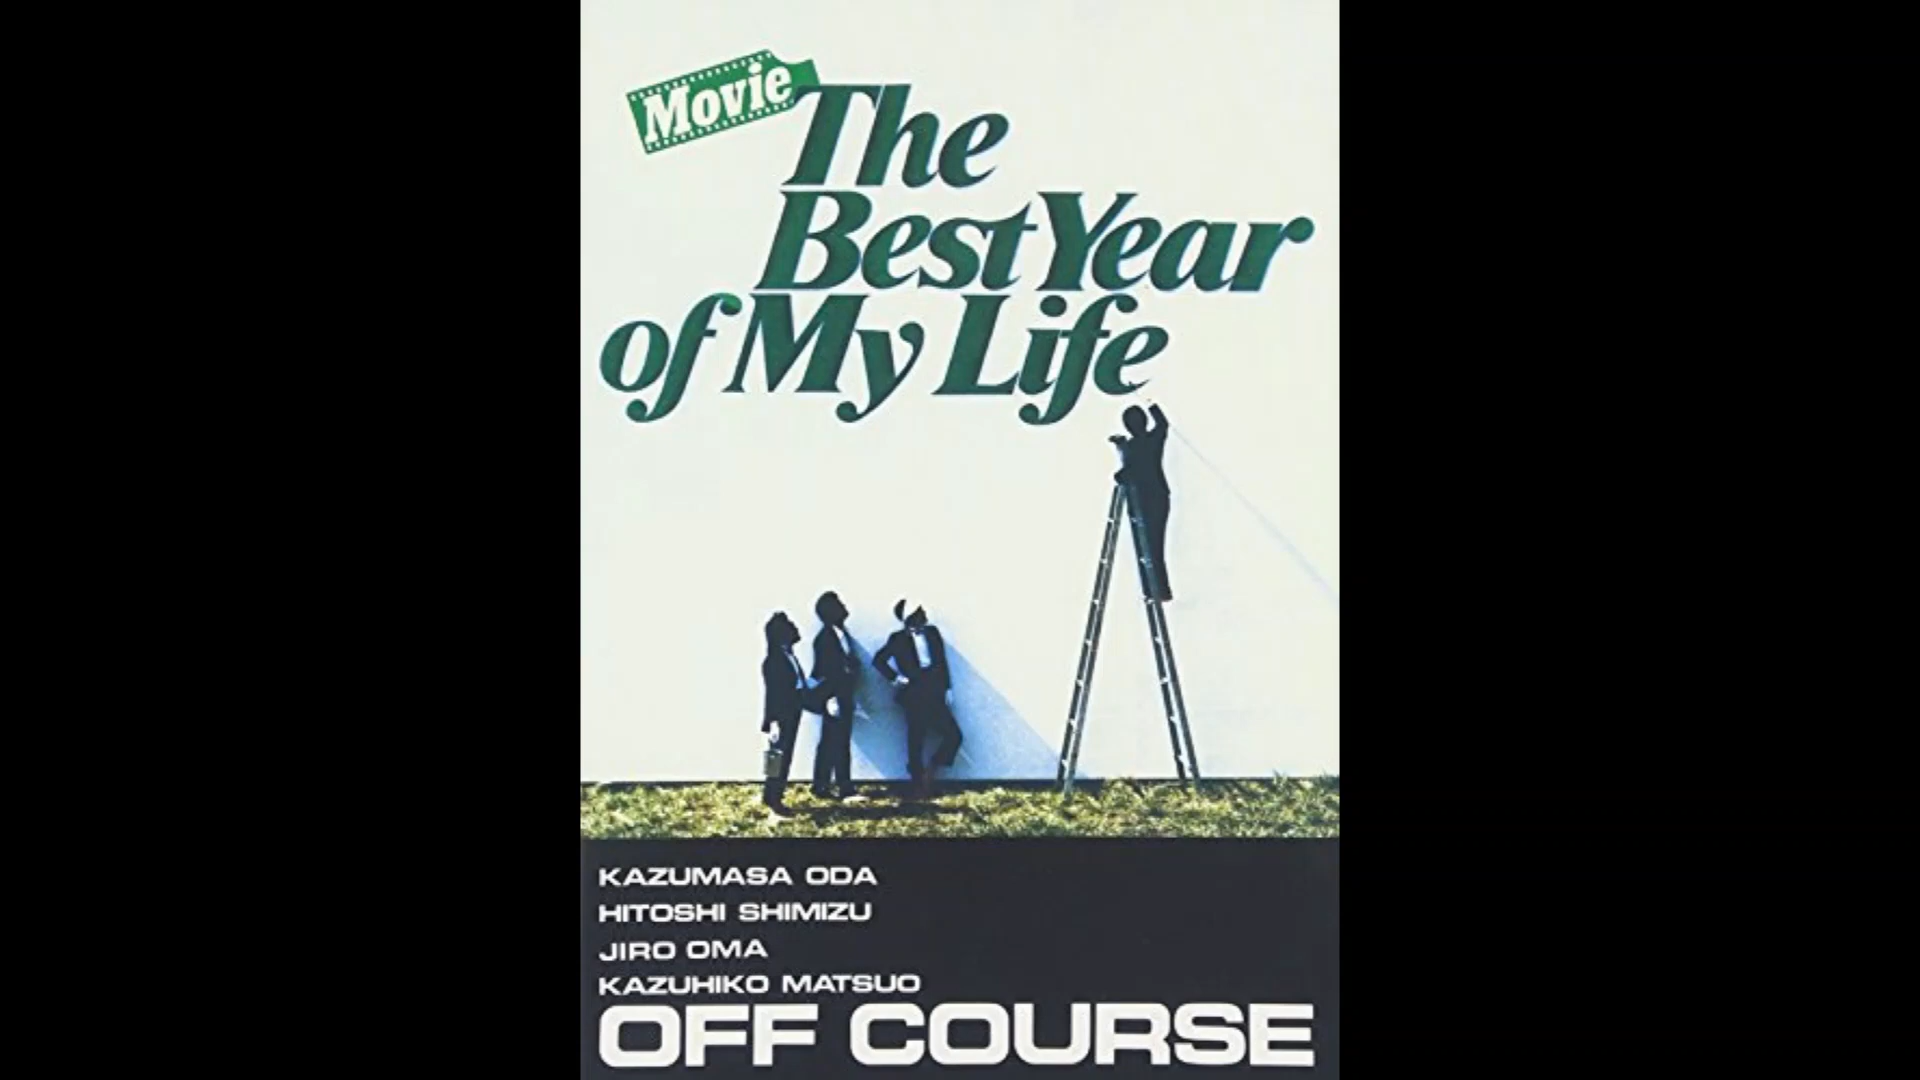 Movie
The
Best Year
of My Life
KAZUMASA ODA
HITOSHI SHIMIZU
JIRO OMA
KAZUHIKO MATSUO
OFF COURSE